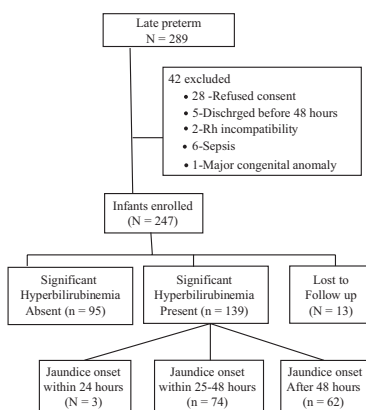 Late preterm
N = 289
42 excluded
• 28 -Refused consent
• 5-Dischrged before 48 hours
• 2-Rh incompatibility
• 6-Sepsis
• 1-Major congenital anomaly
Infants enrolled
(N = 247)
Significant
Hyperbilirubinemia
Absent (n = 95)
Significant
Hyperbilirubinemia
Present (n = 139)
Lost to
Follow up
(N = 13)
Jaundice onset
within 24 hours
(N = 3)
Jaundice onset
within 25-48 hours
n = 74)
Jaundice onset
After 48 hours
n = 62)